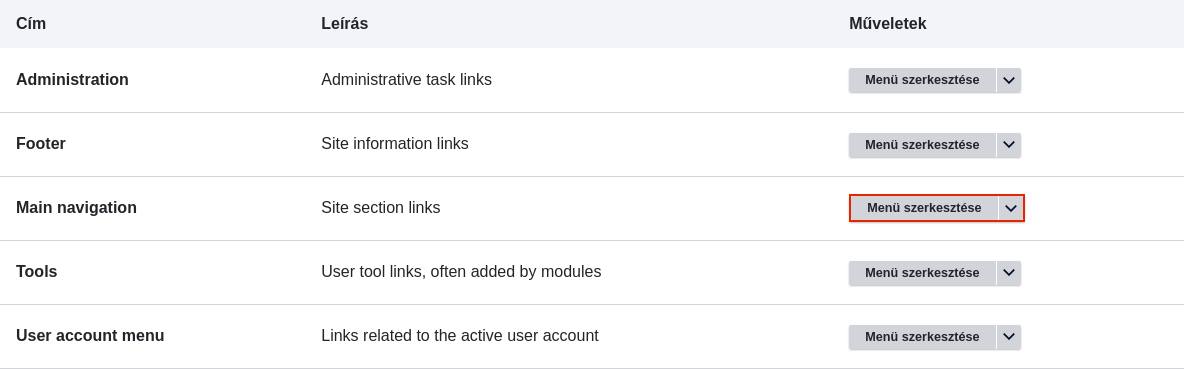 Cím Leírás Műveletek
Administration Administrative task links Menü szerkesztése
Footer Site information links Menü szerkesztése
Main navigation Site section links Menü szerkesztése
Tools User tool links, often added by modules Menü szerkesztése
User account menu Links related to the active user account Menü szerkesztése